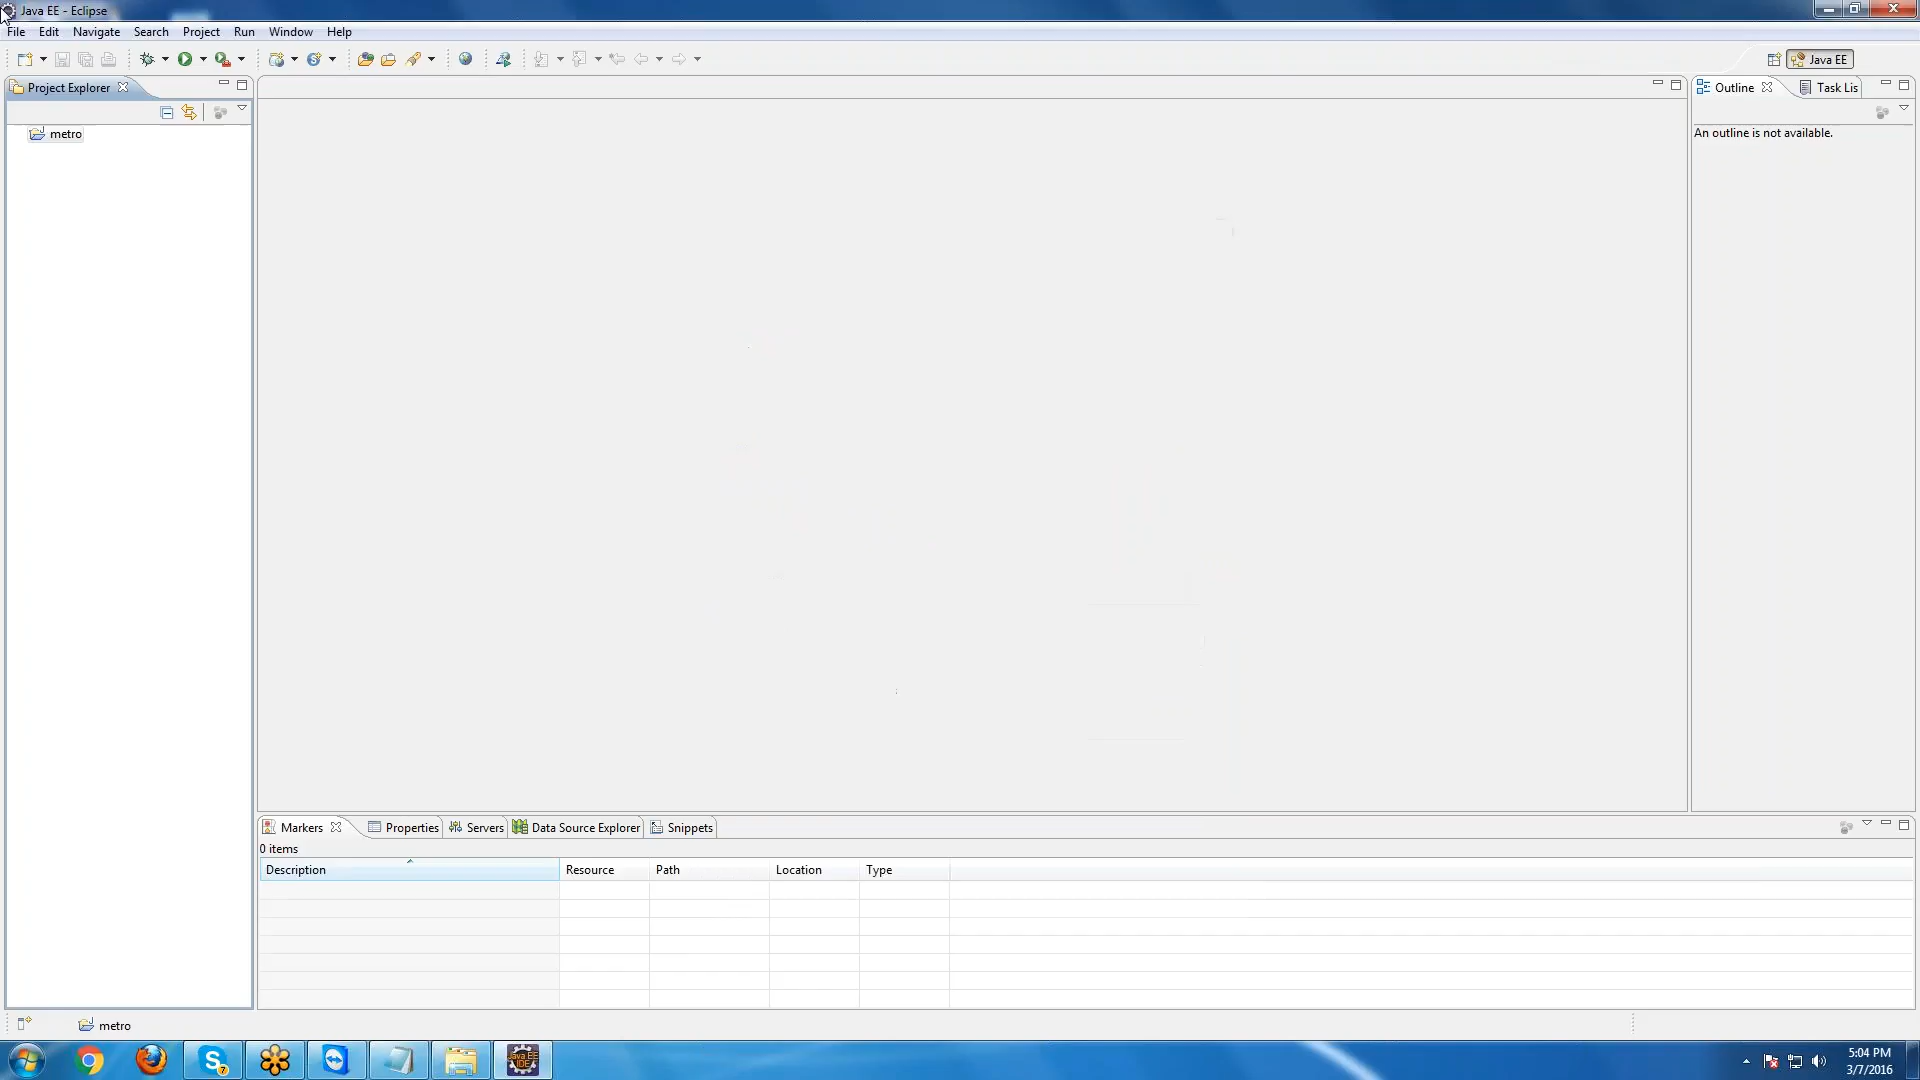 Java EE - Eclipse
File Edit Navigate Search Project Run Window Help
Java EE
Project Explorer
metro
Outline
Task Lis
An outline is not available.
Markers
Properties
Servers
Data Source Explorer
Snippets
0 items
Description Resource Path Location Type
metro
5:04 PM
3/7/2016